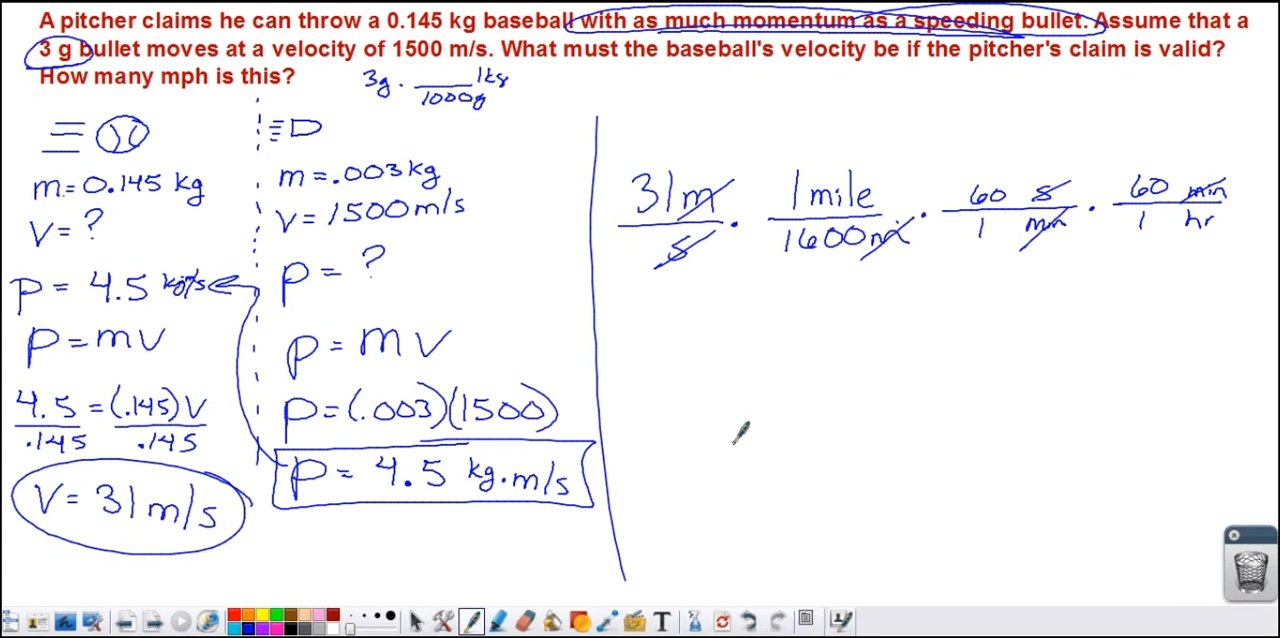 A pitcher claims he can throw a 0.145 kg baseball with as much momentum as a speeding bullet. Assume that a
3 g bullet moves at a velocity of 1500 m/s. What must the baseball's velocity be if the pitcher's claim is valid?
How many mph is this?
3g · 1kg / 1000g
m = 0.145 kg
V = ?
P = 4.5 kg·m/s
P = mV
4.5 = (.145)V
.145 .145
V = 31 m/s
m = .003 kg
V = 1500 m/s
P = ?
P = mV
P = (.003)(1500)
P = 4.5 kg·m/s
31m / s · 1 mile / 1600m · 60 s / 1 min · 60 min / 1 hr
T